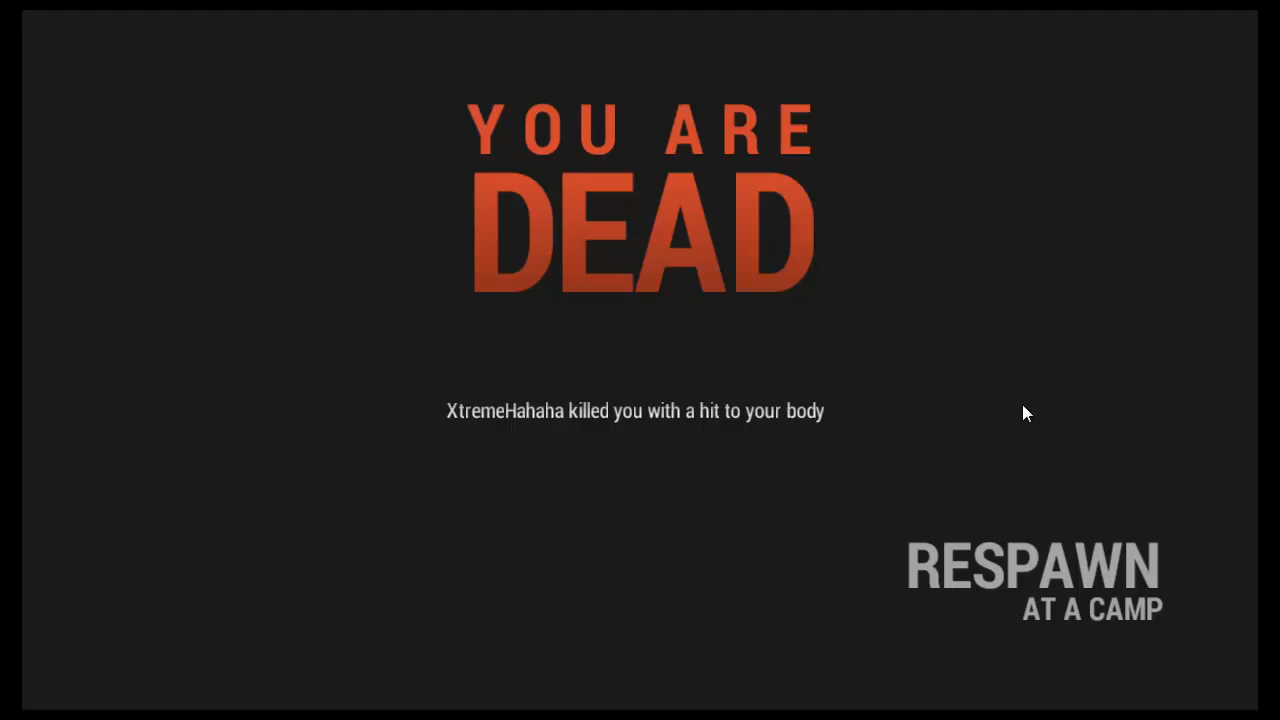 YOU ARE
DEAD
XtremeHahaha killed you with a hit to your body
RESPAWN
AT A CAMP